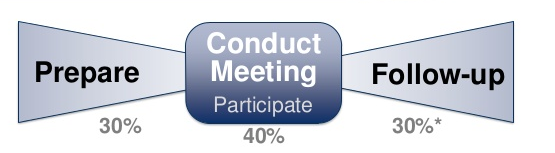 Prepare
Conduct
Meeting
Participate
Follow-up
30%
40%
30%*